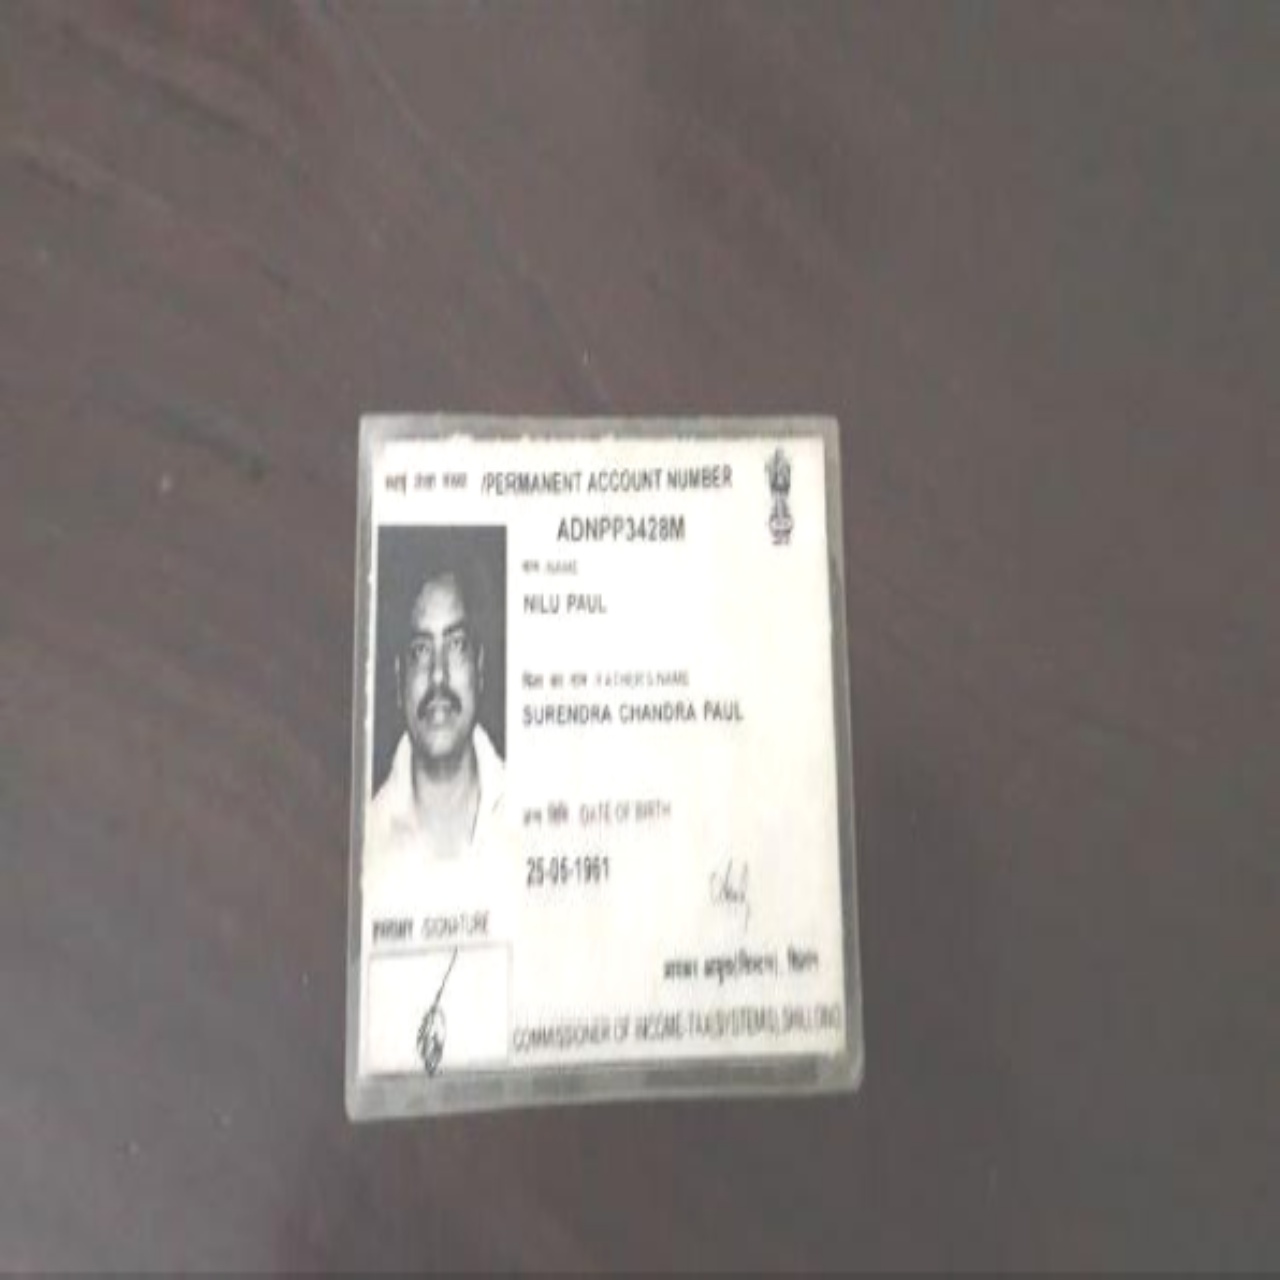 स्थाई लेखा संख्या /PERMANENT ACCOUNT NUMBER
ADNPP3428M
नाम /NAME
NILU PAUL
पिता का नाम /FATHER'S NAME
SURENDRA CHANDRA PAUL
जन्म तिथि /DATE OF BIRTH
25-05-1961
हस्ताक्षर /SIGNATURE
आयकर आयुक्त(सिस्टम), शिलांग
COMMISSIONER OF INCOME-TAX(SYSTEMS), SHILLONG